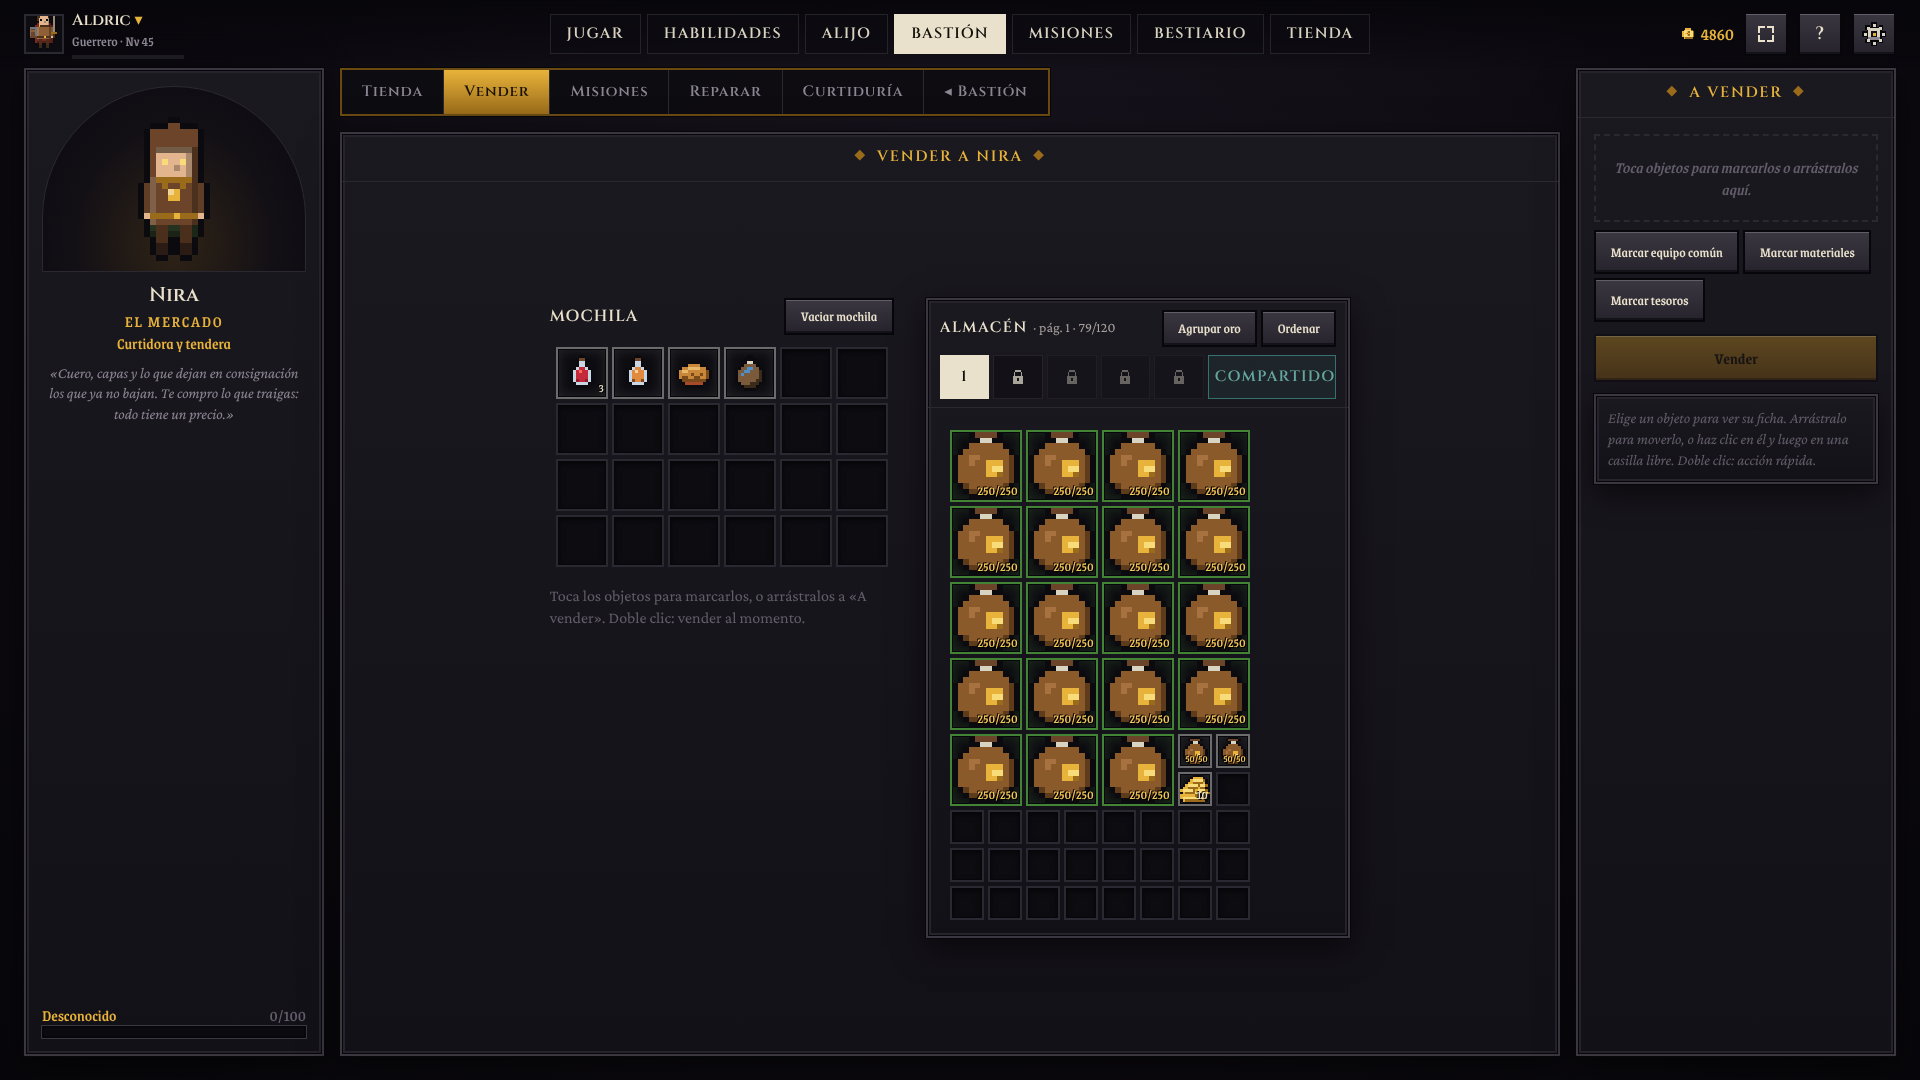 Aldric ▾
Guerrero · Nv 45
JUGAR
HABILIDADES
ALIJO
BASTIÓN
MISIONES
BESTIARIO
TIENDA
4860
?
Tienda
Vender
Misiones
Reparar
Curtiduría
◂ Bastión
Nira
EL MERCADO
Curtidora y tendera
«Cuero, capas y lo que dejan en consignación
los que ya no bajan. Te compro lo que traigas:
todo tiene un precio.»
Desconocido
0/100
◆ VENDER A NIRA ◆
MOCHILA
Vaciar mochila
3
Toca los objetos para marcarlos, o arrástralos a «A
vender». Doble clic: vender al momento.
ALMACÉN · pág. 1 · 79/120
Agrupar oro
Ordenar
1
COMPARTIDO
250/250 250/250 250/250 250/250
250/250 250/250 250/250 250/250
250/250 250/250 250/250 250/250
250/250 250/250 250/250 250/250
50/50 50/50
250/250 250/250 250/250 10
◆ A VENDER ◆
Toca objetos para marcarlos o arrástralos
aquí.
Marcar equipo común
Marcar materiales
Marcar tesoros
Vender
Elige un objeto para ver su ficha. Arrástralo
para moverlo, o haz clic en él y luego en una
casilla libre. Doble clic: acción rápida.